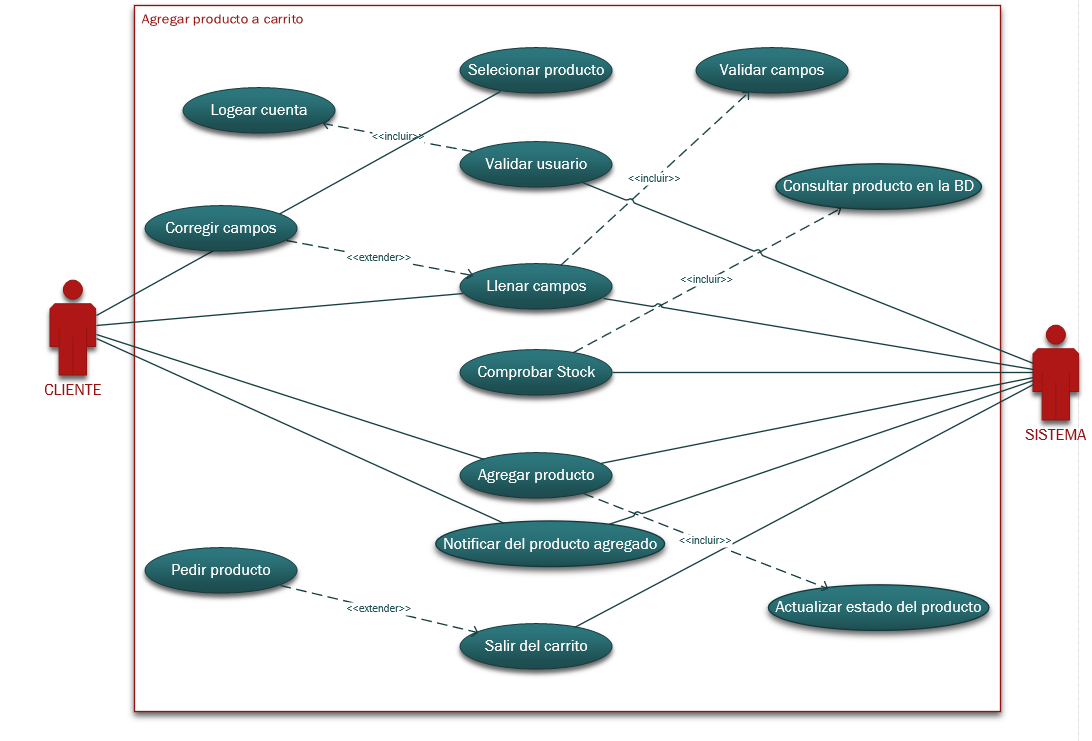 Agregar producto a carrito
Selecionar producto
Validar campos
Logear cuenta
<<incluir>>
Validar usuario
<<incluir>>
Consultar producto en la BD
Corregir campos
<<extender>>
Llenar campos
<<incluir>>
Comprobar Stock
CLIENTE
SISTEMA
Agregar producto
Notificar del producto agregado
<<incluir>>
Pedir producto
<<extender>>
Actualizar estado del producto
Salir del carrito